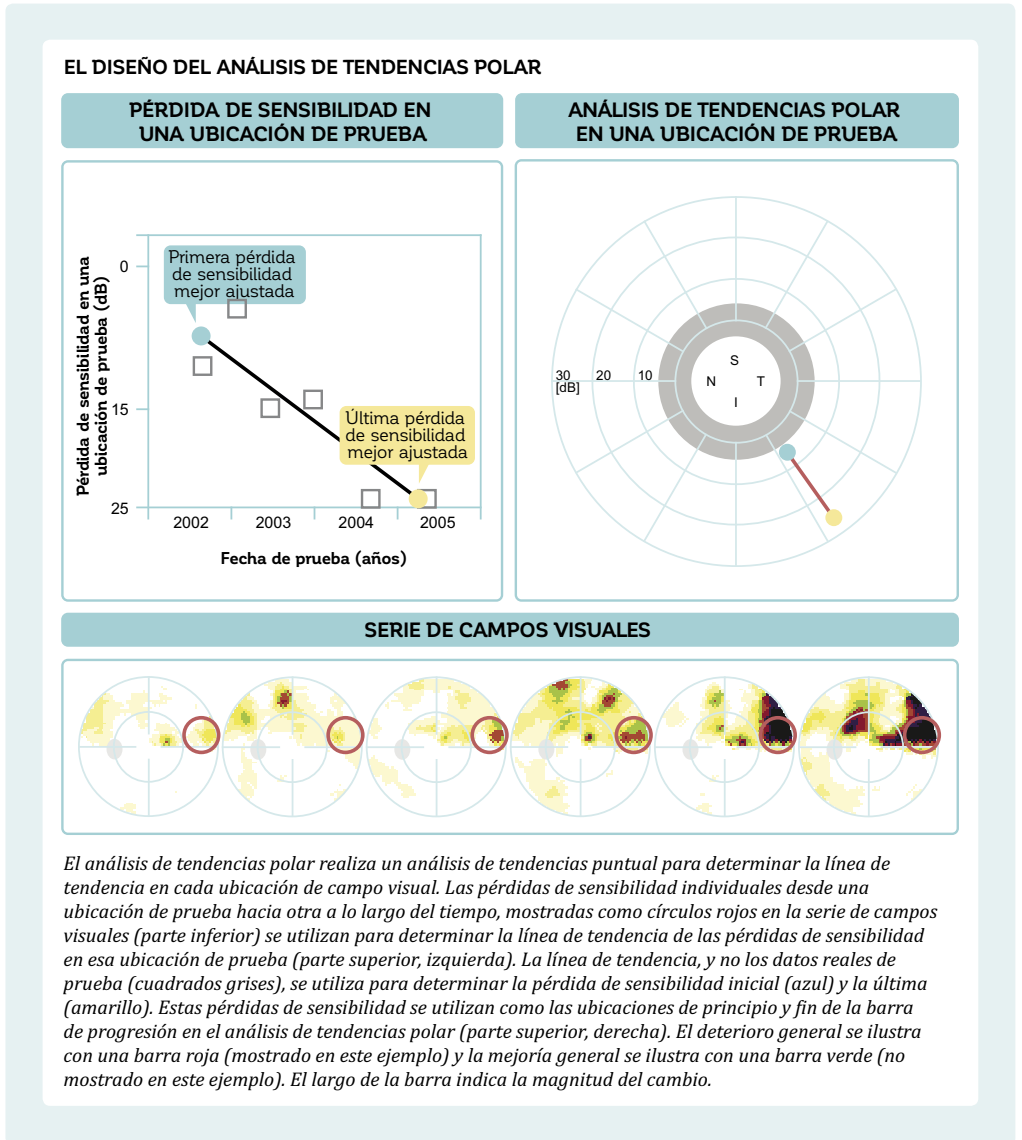 EL DISEÑO DEL ANÁLISIS DE TENDENCIAS POLAR
PÉRDIDA DE SENSIBILIDAD EN
UNA UBICACIÓN DE PRUEBA
Pérdida de sensibilidad en una
ubicación de prueba (dB)
0
15
25
Primera pérdida
de sensibilidad
mejor ajustada
Última pérdida
de sensibilidad
mejor ajustada
2002
2003
2004
2005
Fecha de prueba (años)
ANÁLISIS DE TENDENCIAS POLAR
EN UNA UBICACIÓN DE PRUEBA
30
[dB]
20
10
S
N
T
I
SERIE DE CAMPOS VISUALES
El análisis de tendencias polar realiza un análisis de tendencias puntual para determinar la línea de
tendencia en cada ubicación de campo visual. Las pérdidas de sensibilidad individuales desde una
ubicación de prueba hacia otra a lo largo del tiempo, mostradas como círculos rojos en la serie de campos
visuales (parte inferior) se utilizan para determinar la línea de tendencia de las pérdidas de sensibilidad
en esa ubicación de prueba (parte superior, izquierda). La línea de tendencia, y no los datos reales de
prueba (cuadrados grises), se utiliza para determinar la pérdida de sensibilidad inicial (azul) y la última
(amarillo). Estas pérdidas de sensibilidad se utilizan como las ubicaciones de principio y fin de la barra
de progresión en el análisis de tendencias polar (parte superior, derecha). El deterioro general se ilustra
con una barra roja (mostrado en este ejemplo) y la mejoría general se ilustra con una barra verde (no
mostrado en este ejemplo). El largo de la barra indica la magnitud del cambio.